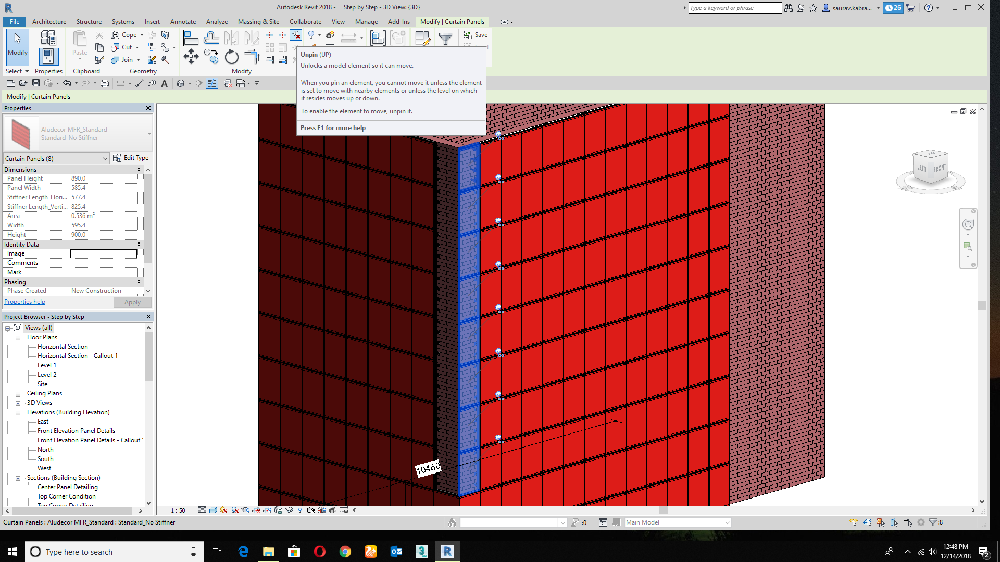 Autodesk Revit 2018 - Step by Step - 3D View: {3D}
Type a keyword or phrase
saurav.kabra...
26
File Architecture Structure Systems Insert Annotate Analyze Massing & Site Collaborate View Manage Add-Ins Modify | Curtain Panels
Modify
Properties
Paste
Cope
Cut
Join
Save
Select
Properties
Clipboard
Geometry
Modify
Unpin (UP)
Unlocks a model element so it can move.
When you pin an element, you cannot move it unless the element
is set to move with nearby elements or unless the level on which
it resides moves up or down.
To enable the element to move, unpin it.
Press F1 for more help
Modify | Curtain Panels
Properties
Aludecor MFR_Standard
Standard_No Stiffner
Curtain Panels (8)
Edit Type
Dimensions
Panel Height 890.0
Panel Width 585.4
Stiffner Length_Hori... 577.4
Stiffner Length_Verti... 825.4
Area 0.536 m²
Width 595.4
Height 900.0
Identity Data
Image
Comments
Mark
Phasing
Phase Created New Construction
Properties help
Apply
Project Browser - Step by Step
Views (all)
Floor Plans
Horizontal Section
Horizontal Section - Callout 1
Level 1
Level 2
Site
Ceiling Plans
3D Views
Elevations (Building Elevation)
East
Front Elevation Panel Details
Front Elevation Panel Details - Callout
North
South
West
Sections (Building Section)
Center Panel Detailing
Top Corner Condition
Top Corner Detailing
LEFT
FRONT
10460
1 : 50
Curtain Panels : Aludecor MFR_Standard : Standard_No Stiffner
:0
Main Model
:8
Type here to search
12:48 PM
12/14/2018
2